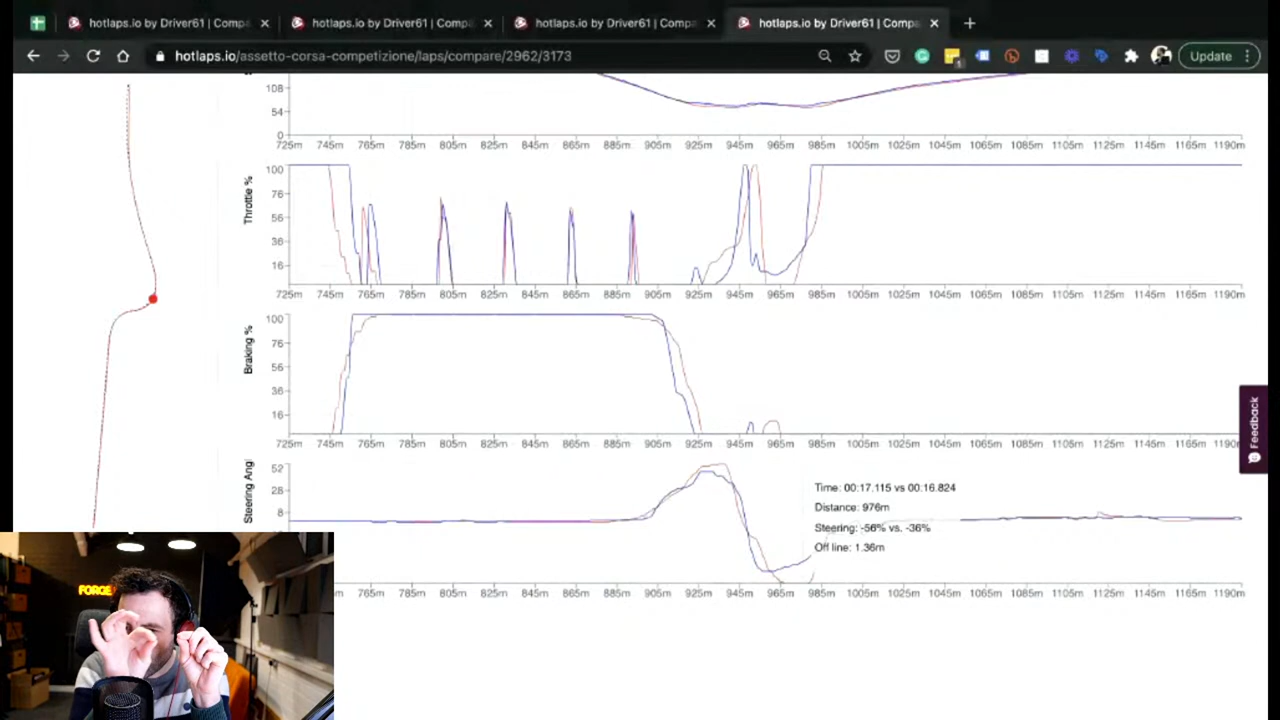 hotlaps.io by Driver61 | Compa
hotlaps.io by Driver61 | Compa
hotlaps.io by Driver61 | Compa
hotlaps.io by Driver61 | Compa
hotlaps.io/assetto-corsa-competizione/laps/compare/2962/3173
Update
108
54
0
725m 745m 765m 785m 805m 825m 845m 865m 885m 905m 925m 945m 965m 985m 1005m 1025m 1045m 1065m 1085m 1105m 1125m 1145m 1165m 1190m
Throttle %
100
76
56
36
16
725m 745m 765m 785m 805m 825m 845m 865m 885m 905m 925m 945m 965m 985m 1005m 1025m 1045m 1065m 1085m 1105m 1125m 1145m 1165m 1190m
Braking %
100
76
56
36
16
725m 745m 765m 785m 805m 825m 845m 865m 885m 905m 925m 945m 965m 985m 1005m 1025m 1045m 1065m 1085m 1105m 1125m 1145m 1165m 1190m
Feedback
Steering Angl
52
28
8
Time: 00:17.115 vs 00:16.824
Distance: 976m
Steering: -56% vs. -36%
Off line: 1.36m
765m 785m 805m 825m 845m 865m 885m 905m 925m 945m 965m 985m 1005m 1025m 1045m 1065m 1085m 1105m 1125m 1145m 1165m 1190m
FORGE